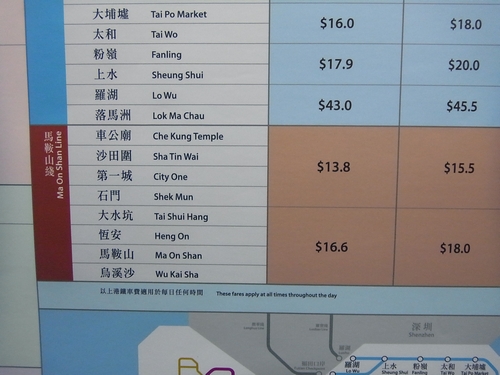 大埔墟 Tai Po Market $16.0 $18.0
太和 Tai Wo
粉嶺 Fanling $17.9 $20.0
上水 Sheung Shui
羅湖 Lo Wu $43.0 $45.5
落馬洲 Lok Ma Chau
馬鞍山綫 Ma On Shan Line
車公廟 Che Kung Temple $13.8 $15.5
沙田圍 Sha Tin Wai
第一城 City One
石門 Shek Mun
大水坑 Tai Shui Hang $16.6 $18.0
恆安 Heng On
馬鞍山 Ma On Shan
烏溪沙 Wu Kai Sha
以上港鐵車費適用於每日任何時間 These fares apply at all times throughout the day
深圳
Shenzhen
羅湖 上水 粉嶺 太和 大埔墟
Lo Wu Sheung Shui Fanling Tai Wo Tai Po Market